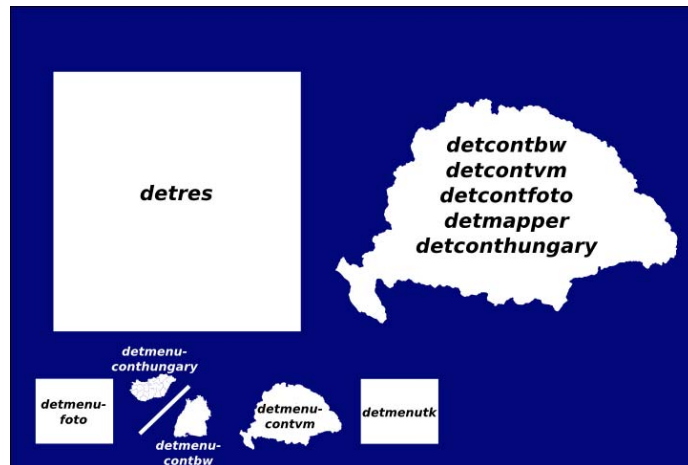 detres
detcontbw
detcontvm
detcontfoto
detmapper
detconthungary
detmenu-
conthungary
detmenu-
foto
detmenu-
contbw
detmenu-
contvm
detmenutk